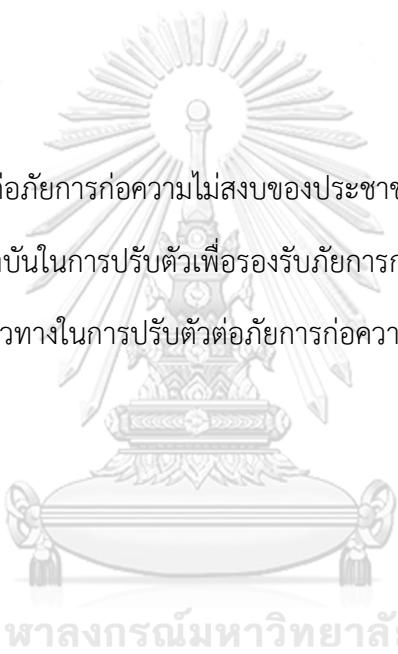 ต่อภัยการก่อความไม่สงบของประชาช
บันในการปรับตัวเพื่อรองรับภัยการก
วทางในการปรับตัวต่อภัยการก่อควา
หาลงกรณ์มหาวิทยาลัย